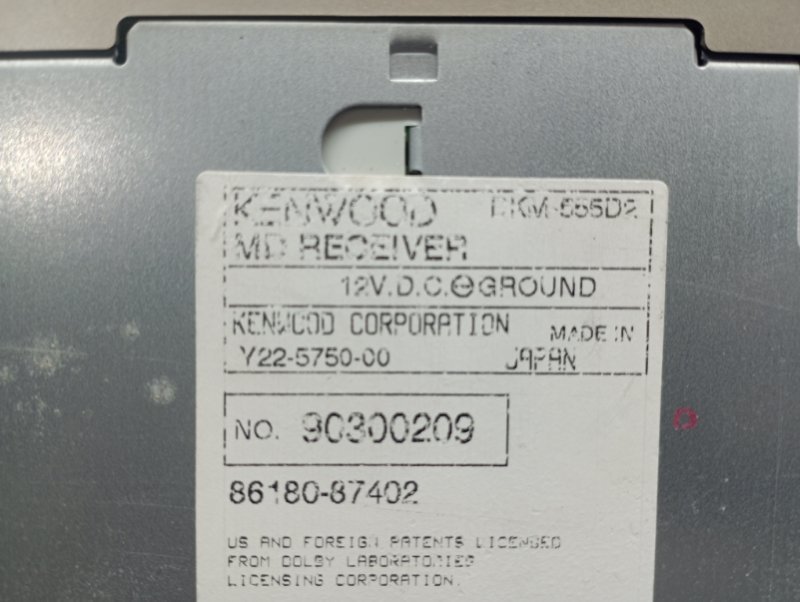 KENWOOD
MD RECEIVER
12V.D.C.⊖GROUND
KENWOOD CORPORATION MADE IN
Y22-5750-00 JAPAN
NO. 90300209
86180-87402
US AND FOREIGN PATENTS LICENSED
FROM DOLBY LABORATORIES
LICENSING CORPORATION.